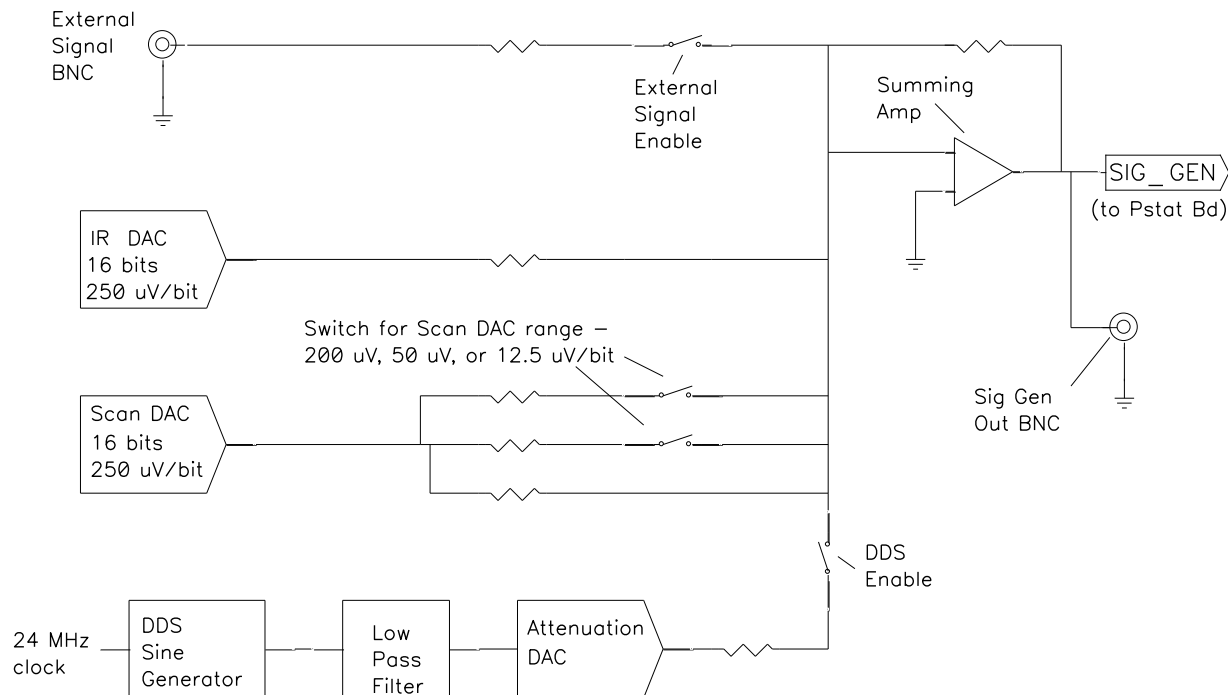 External
Signal
BNC
External
Signal
Enable
Summing
Amp
SIG_GEN
(to Pstat Bd)
IR DAC
16 bits
250 uV/bit
Switch for Scan DAC range –
200 uV, 50 uV, or 12.5 uV/bit
Sig Gen
Out BNC
Scan DAC
16 bits
250 uV/bit
DDS
Enable
24 MHz
clock
DDS
Sine
Generator
Low
Pass
Filter
Attenuation
DAC